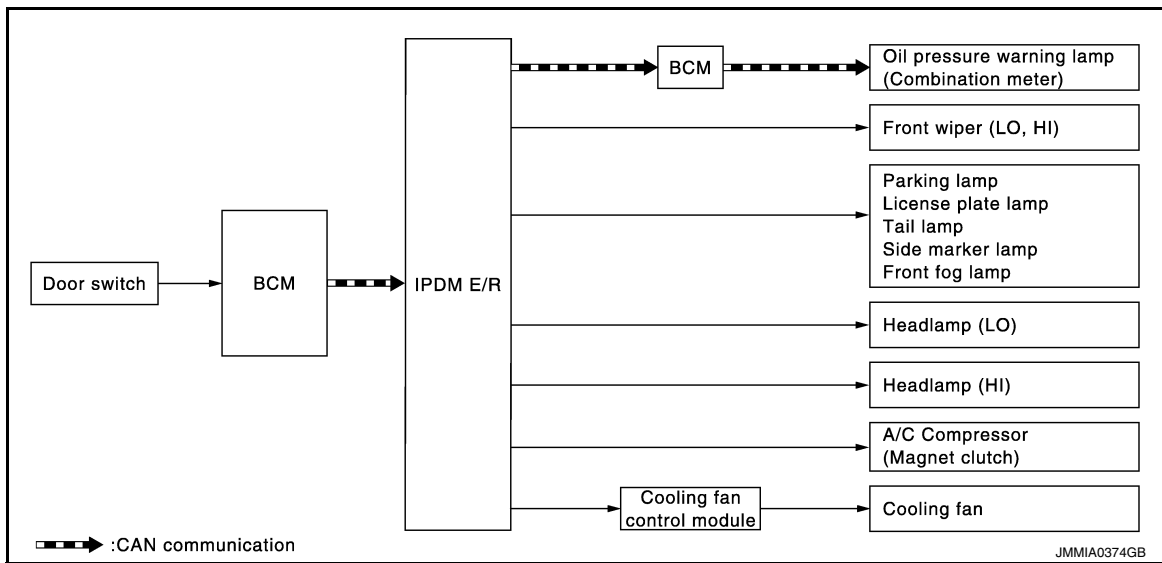 Door switch
BCM
IPDM E/R
BCM
Oil pressure warning lamp
(Combination meter)
Front wiper (LO, HI)
Parking lamp
License plate lamp
Tail lamp
Side marker lamp
Front fog lamp
Headlamp (LO)
Headlamp (HI)
A/C Compressor
(Magnet clutch)
Cooling fan
control module
Cooling fan
:CAN communication
JMMIA0374GB